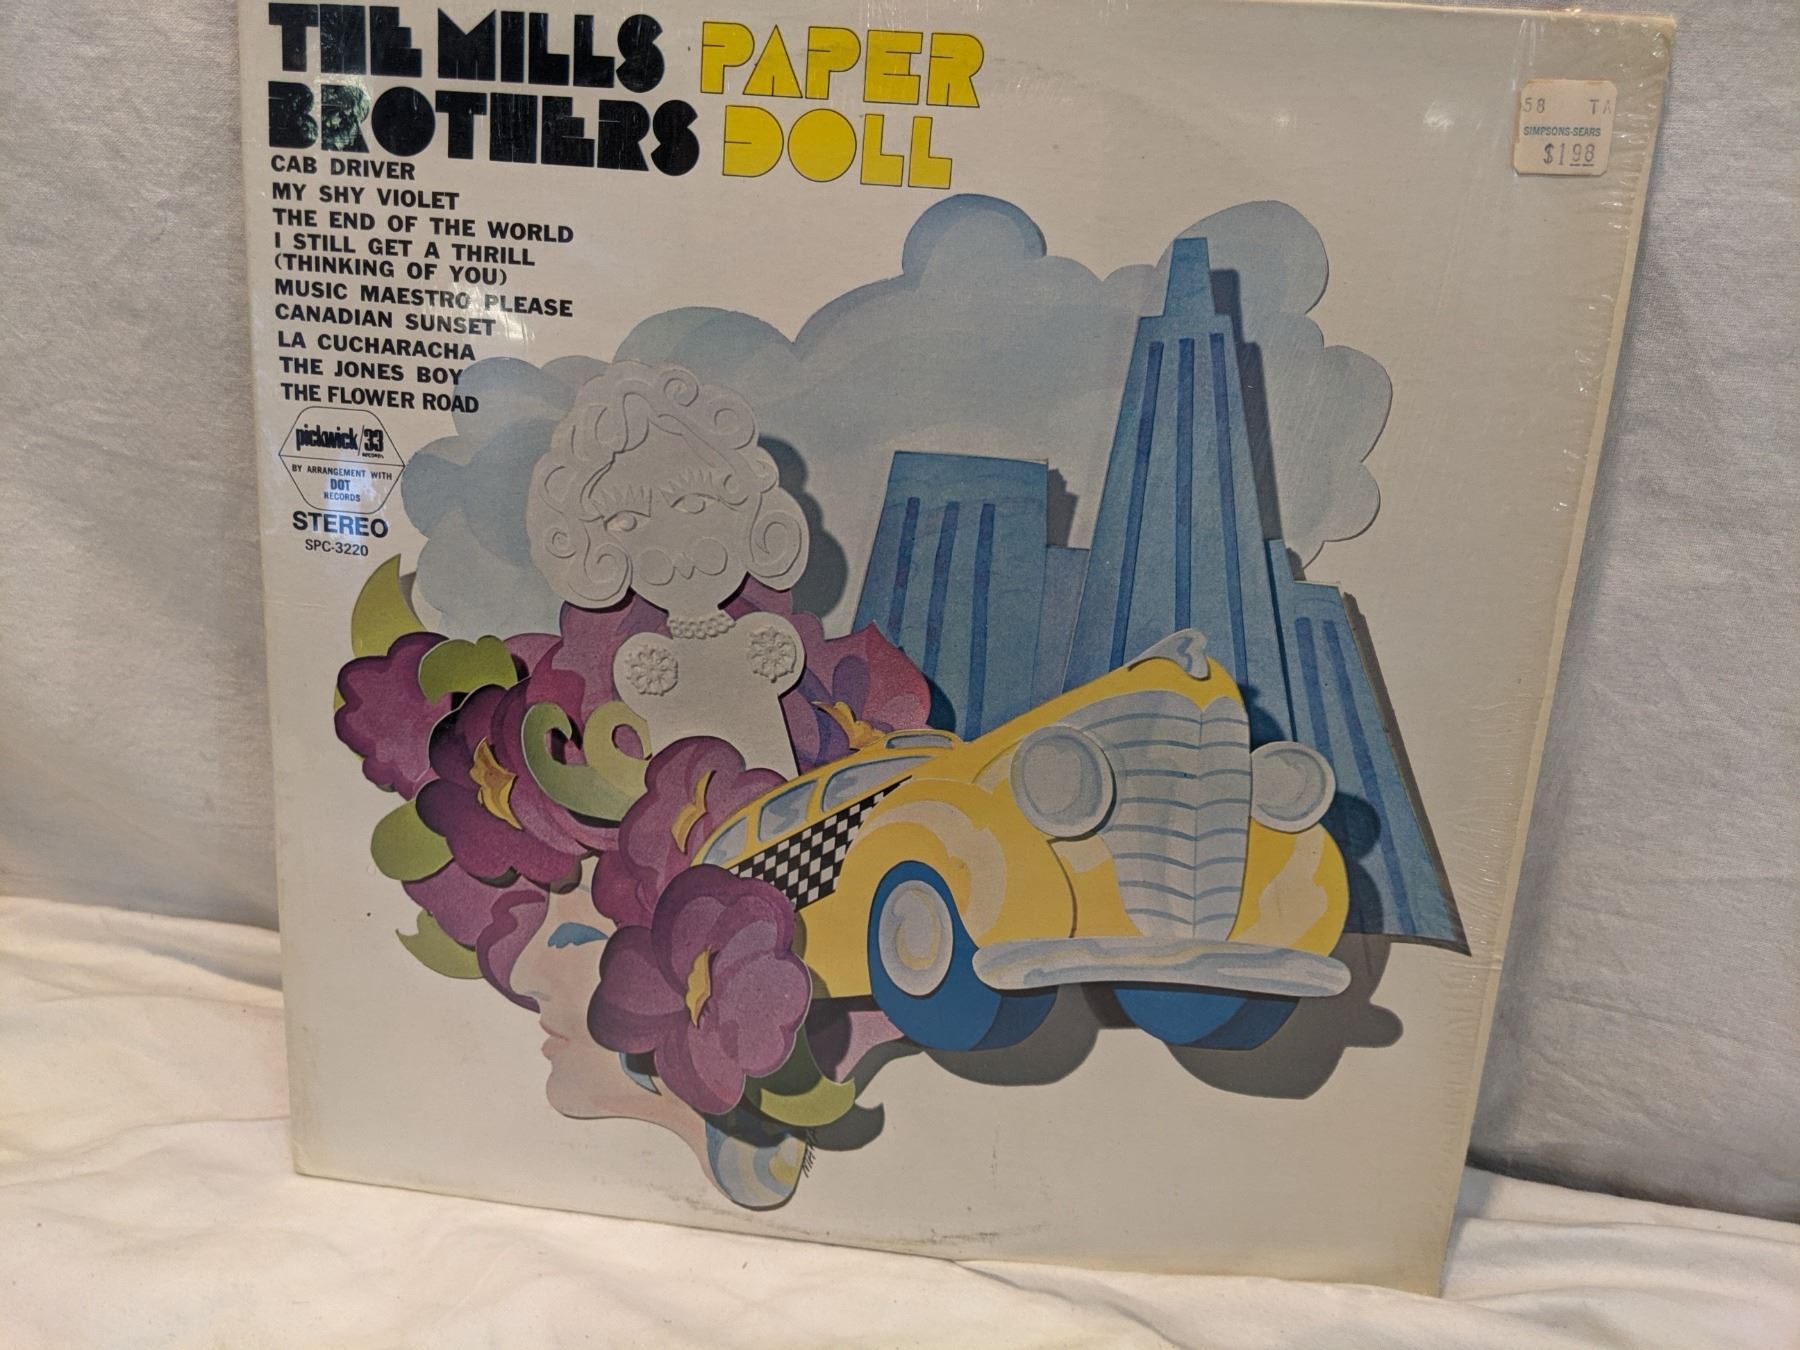 THE MILLS PAPER
BROTHERS DOLL
CAB DRIVER
MY SHY VIOLET
THE END OF THE WORLD
I STILL GET A THRILL
(THINKING OF YOU)
MUSIC MAESTRO PLEASE
CANADIAN SUNSET
LA CUCHARACHA
THE JONES BOY
THE FLOWER ROAD
pickwick/33
RECORDS
BY ARRANGEMENT WITH
DOT
RECORDS
STEREO
SPC-3220
58 TA
SIMPSONS-SEARS
$1.98